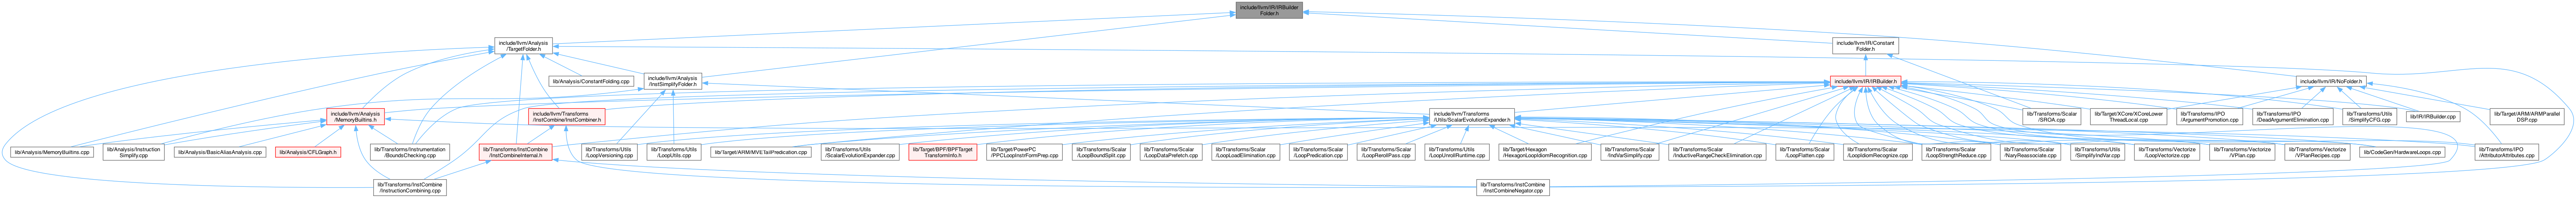 include/llvm/IR/IRBuilder
Folder.h
include/llvm/Analysis
/TargetFolder.h
include/llvm/IR/Constant
Folder.h
lib/Analysis/ConstantFolding.cpp
include/llvm/Analysis
/InstSimplifyFolder.h
include/llvm/IR/IRBuilder.h
include/llvm/IR/NoFolder.h
include/llvm/Analysis
/MemoryBuiltins.h
include/llvm/Transforms
/InstCombine/InstCombiner.h
include/llvm/Transforms
/Utils/ScalarEvolutionExpander.h
lib/Transforms/Scalar
/SROA.cpp
lib/Target/XCore/XCoreLower
ThreadLocal.cpp
lib/Transforms/IPO
/ArgumentPromotion.cpp
lib/Transforms/IPO
/DeadArgumentElimination.cpp
lib/Transforms/Utils
/SimplifyCFG.cpp
lib/IR/IRBuilder.cpp
lib/Target/ARM/ARMParallel
DSP.cpp
lib/Analysis/MemoryBuiltins.cpp
lib/Analysis/Instruction
Simplify.cpp
lib/Analysis/BasicAliasAnalysis.cpp
lib/Analysis/CFLGraph.h
lib/Transforms/Instrumentation
/BoundsChecking.cpp
lib/Transforms/InstCombine
/InstCombineInternal.h
lib/Transforms/Utils
/LoopVersioning.cpp
lib/Transforms/Utils
/LoopUtils.cpp
lib/Target/ARM/MVETailPredication.cpp
lib/Transforms/Utils
/ScalarEvolutionExpander.cpp
lib/Target/BPF/BPFTarget
TransformInfo.h
lib/Target/PowerPC
/PPCLoopInstrFormPrep.cpp
lib/Transforms/Scalar
/LoopBoundSplit.cpp
lib/Transforms/Scalar
/LoopDataPrefetch.cpp
lib/Transforms/Scalar
/LoopLoadElimination.cpp
lib/Transforms/Scalar
/LoopPredication.cpp
lib/Transforms/Scalar
/LoopRerollPass.cpp
lib/Transforms/Utils
/LoopUnrollRuntime.cpp
lib/Target/Hexagon
/HexagonLoopIdiomRecognition.cpp
lib/Transforms/Scalar
/IndVarSimplify.cpp
lib/Transforms/Scalar
/InductiveRangeCheckElimination.cpp
lib/Transforms/Scalar
/LoopFlatten.cpp
lib/Transforms/Scalar
/LoopIdiomRecognize.cpp
lib/Transforms/Scalar
/LoopStrengthReduce.cpp
lib/Transforms/Scalar
/NaryReassociate.cpp
lib/Transforms/Utils
/SimplifyIndVar.cpp
lib/Transforms/Vectorize
/LoopVectorize.cpp
lib/Transforms/Vectorize
/VPlan.cpp
lib/Transforms/Vectorize
/VPlanRecipes.cpp
lib/CodeGen/HardwareLoops.cpp
lib/Transforms/IPO
/AttributorAttributes.cpp
lib/Transforms/InstCombine
/InstructionCombining.cpp
lib/Transforms/InstCombine
/InstCombineNegator.cpp